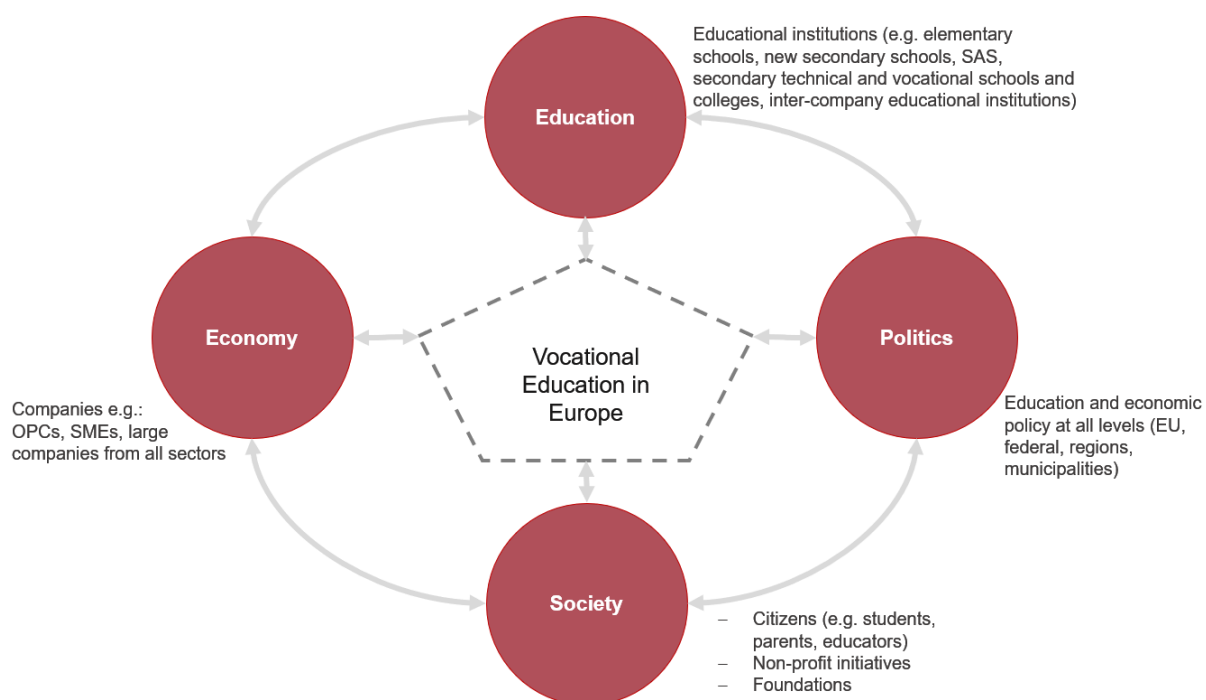 Educational institutions (e.g. elementary
schools, new secondary schools, SAS,
secondary technical and vocational schools and
colleges, inter-company educational institutions)
Education
Economy
Politics
Vocational
Education in
Europe
Companies e.g.:
OPCs, SMEs, large
companies from all sectors
Education and economic
policy at all levels (EU,
federal, regions,
municipalities)
Society
– Citizens (e.g. students,
parents, educators)
– Non-profit initiatives
– Foundations